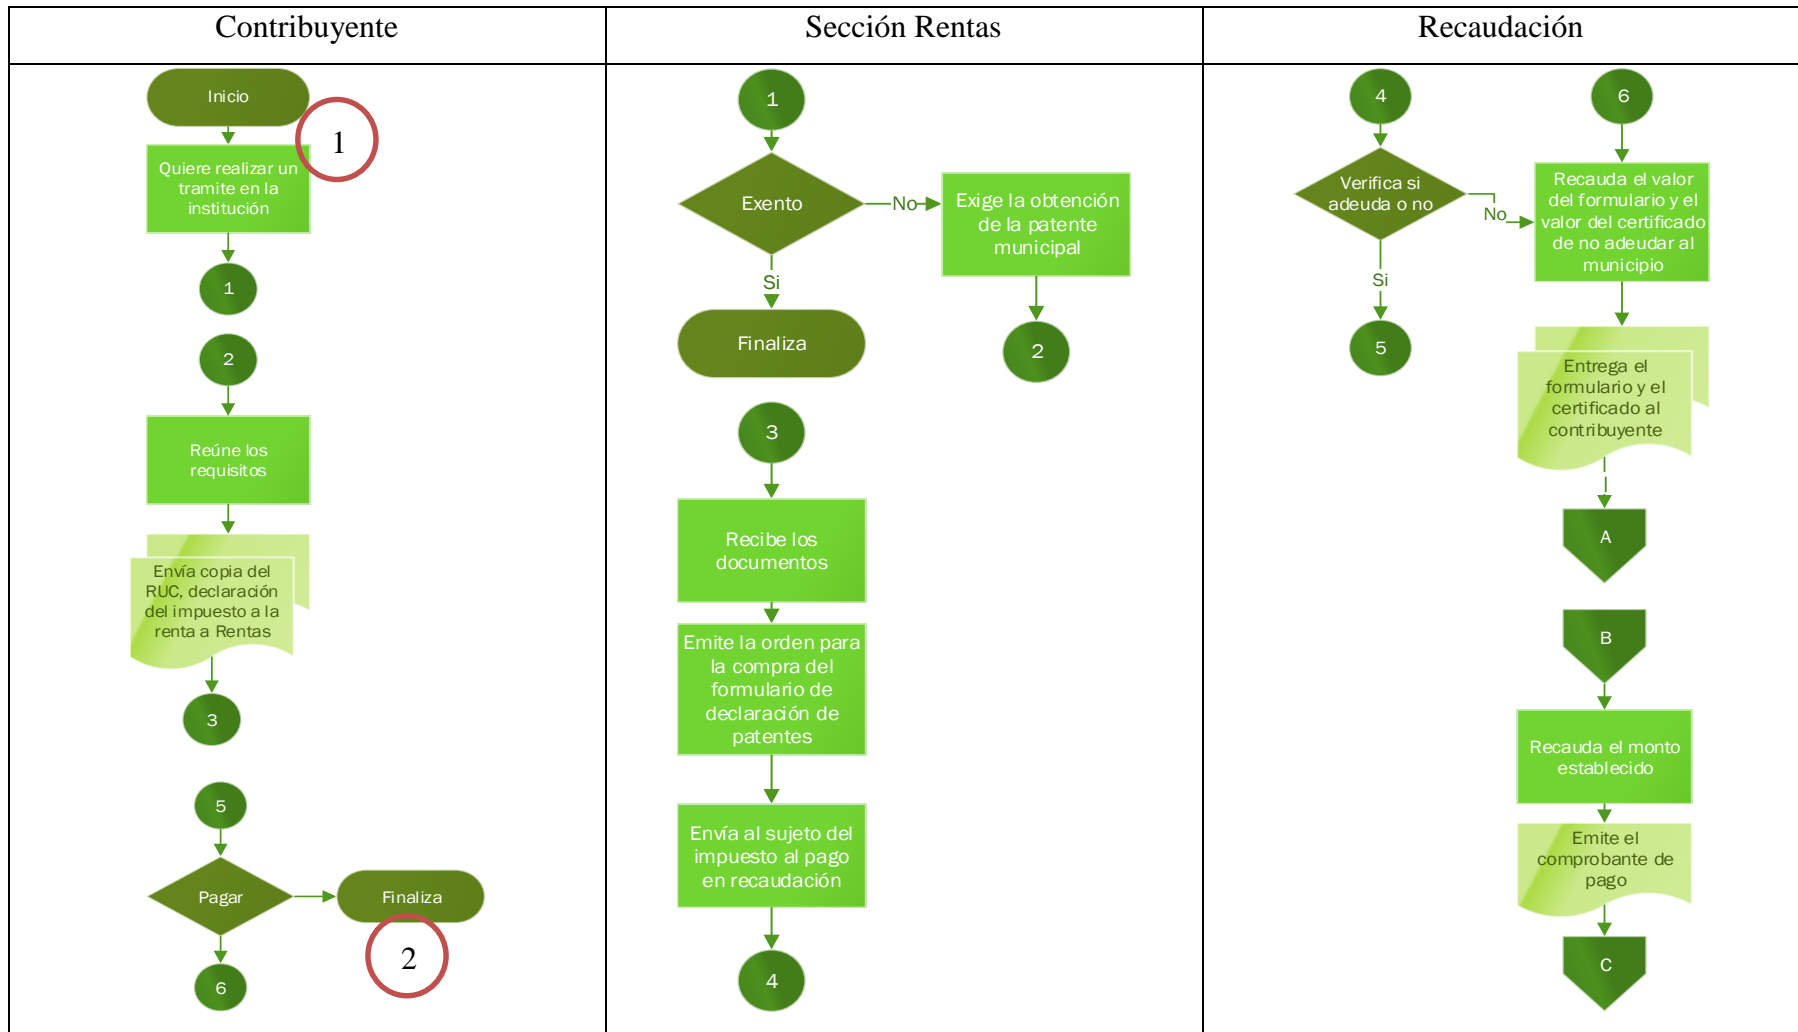 Contribuyente
Sección Rentas
Recaudación
Inicio
1
Quiere realizar un
tramite en la
institución
1
2
Reúne los
requisitos
Envía copia del
RUC, declaración
del impuesto a la
renta a Rentas
3
5
Pagar
Finaliza
2
6
1
Exento
No
Exige la obtención
de la patente
municipal
Si
Finaliza
2
3
Recibe los
documentos
Emite la orden para
la compra del
formulario de
declaración de
patentes
Envía al sujeto del
impuesto al pago
en recaudación
4
4
6
Verifica si
adeuda o no
No
Recauda el valor
del formulario y el
valor del certificado
de no adeudar al
municipio
Si
5
Entrega el
formulario y el
certificado al
contribuyente
A
B
Recauda el monto
establecido
Emite el
comprobante de
pago
C